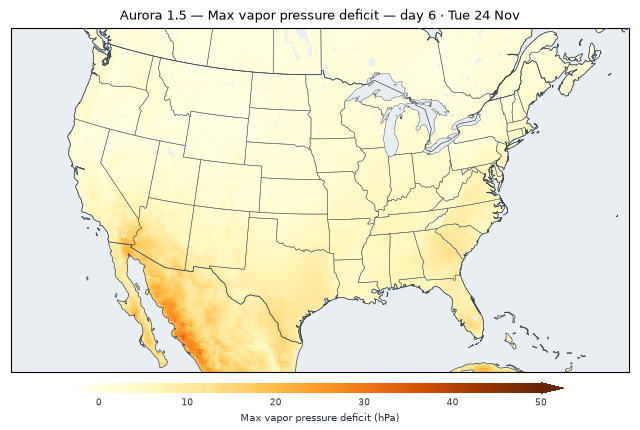 Aurora 1.5 — Max vapor pressure deficit — day 6 · Tue 24 Nov
0 10 20 30 40 50
Max vapor pressure deficit (hPa)